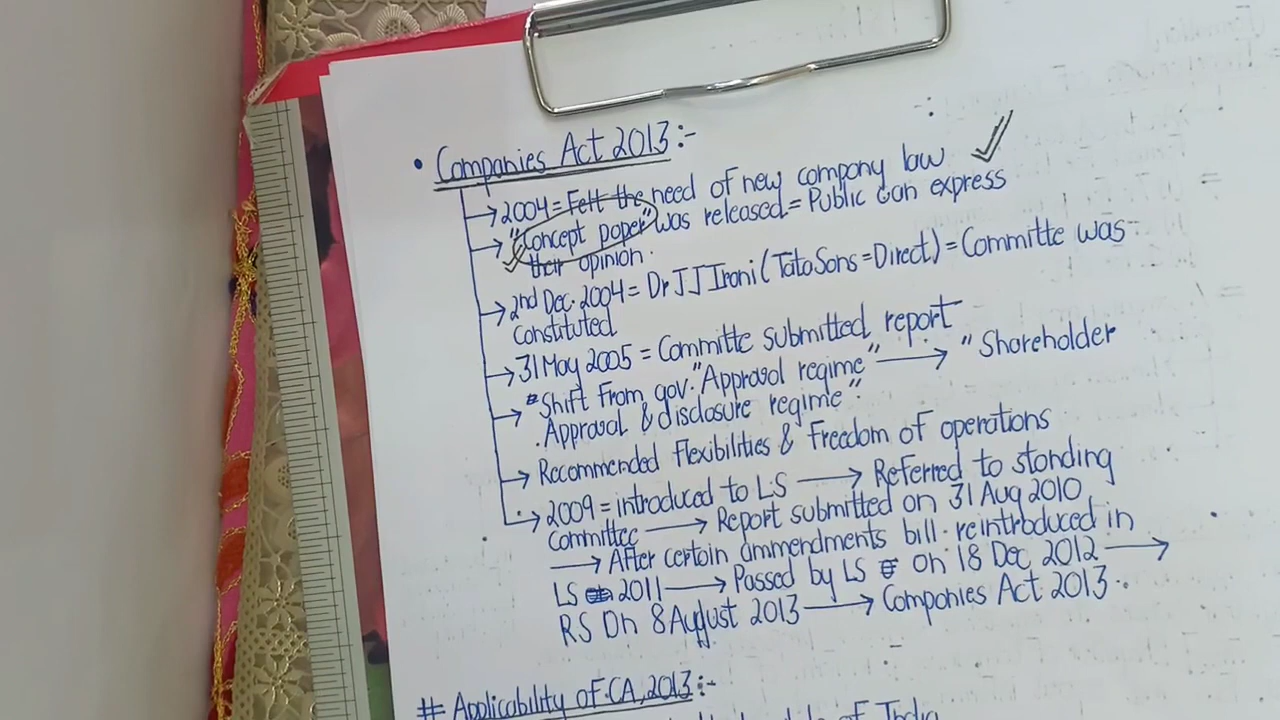 • Companies Act 2013:-
→ 2004 = Felt the need of new company law
→ "Concept paper" was released = Public can express
their opinion.
→ 2nd Dec. 2004 = Dr JJ Irani (Tata Sons = Direct) = Committe was
Constituted
→ 31 May 2005 = Committe submitted report
→ "Shift From gov. "Approval regime" → "Shareholder
Approval & disclosure regime"
→ Recommended flexibilities & Freedom of operations
→ 2009 = introduced to LS → Referred to standing
Committee → Report submitted on 31 Aug 2010
→ After certain ammendments bill reintroduced in
LS 2011 → Passed by LS on 18 Dec 2012 →
RS On 8 August 2013 → Companies Act 2013.
# Applicability of CA, 2013:-
of India